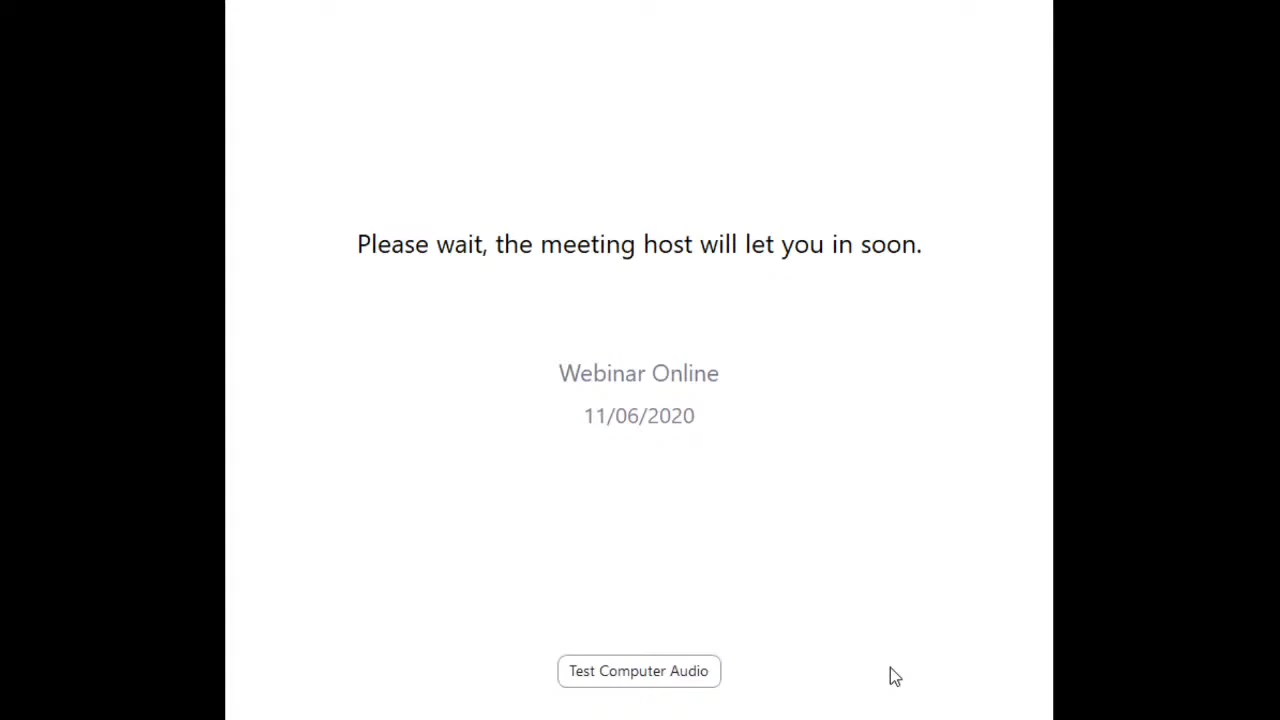 Please wait, the meeting host will let you in soon.
Webinar Online
11/06/2020
Test Computer Audio